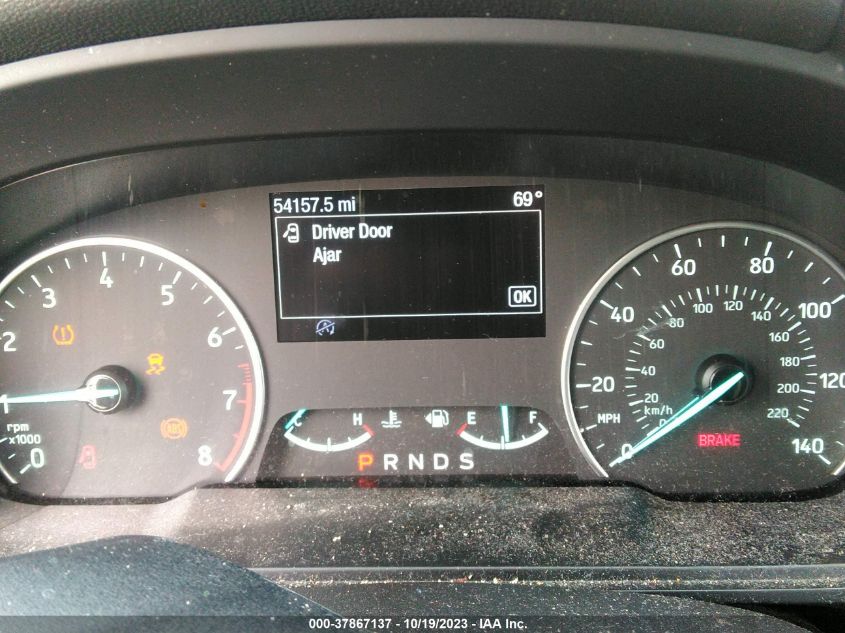 54157.5 mi 69°
Driver Door
Ajar
OK
0 1 2 3 4 5 6 7 8
rpm
x1000
ABS
C H E F
P R N D S
0 20 40 60 80 100 120 140
MPH
0 20 40 60 80 100 120 140 160 180 200 220
km/h
BRAKE
000-37867137 - 10/19/2023 - IAA Inc.